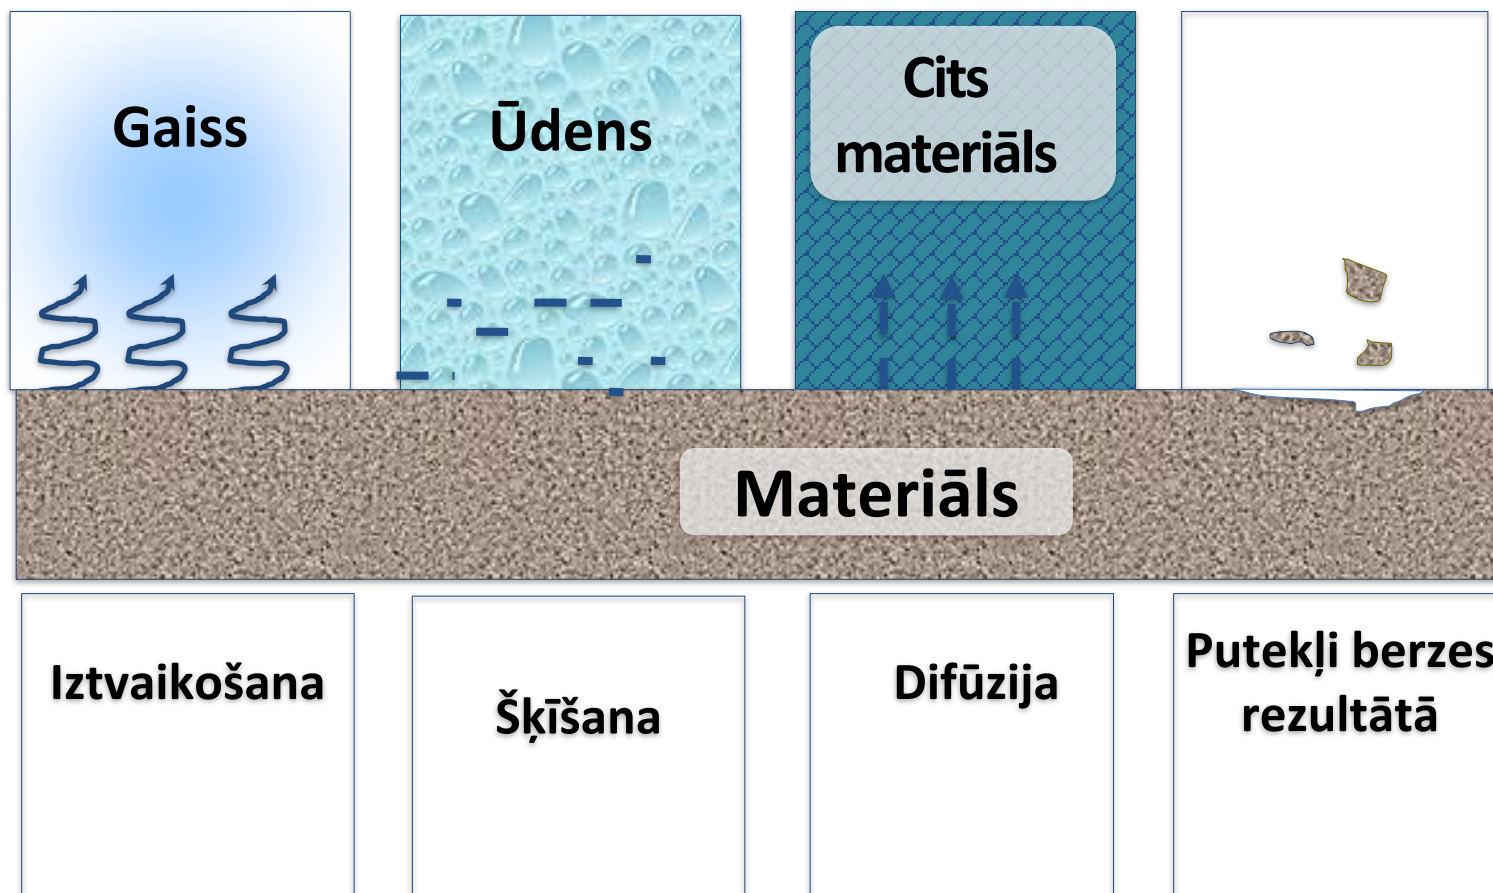 Gaiss
Ūdens
Cits
materiāls
Materiāls
Iztvaikošana
Šķīšana
Difūzija
Putekļi berzes
rezultātā